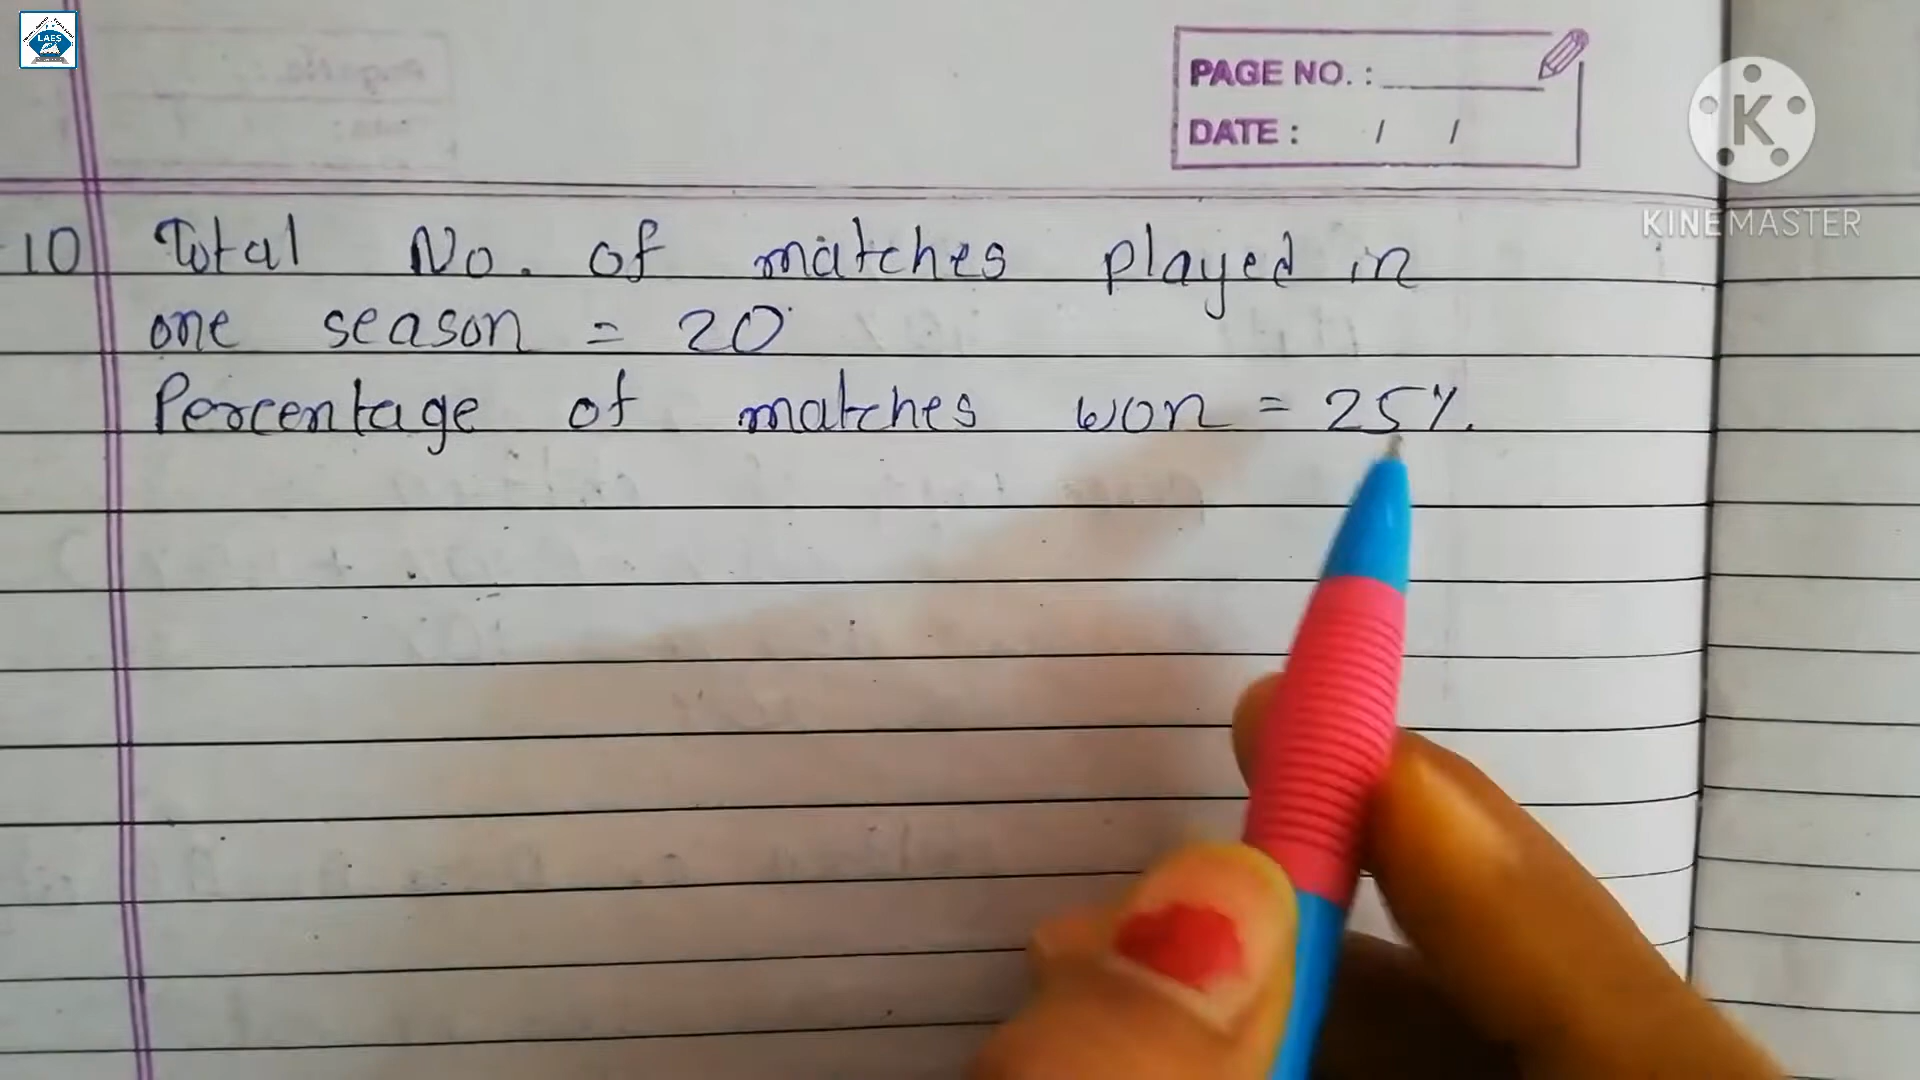 LAES
PAGE NO. :
DATE : / /
K
KINEMASTER
10 Total No. of matches played in
one season = 20
Percentage of matches won = 25%.